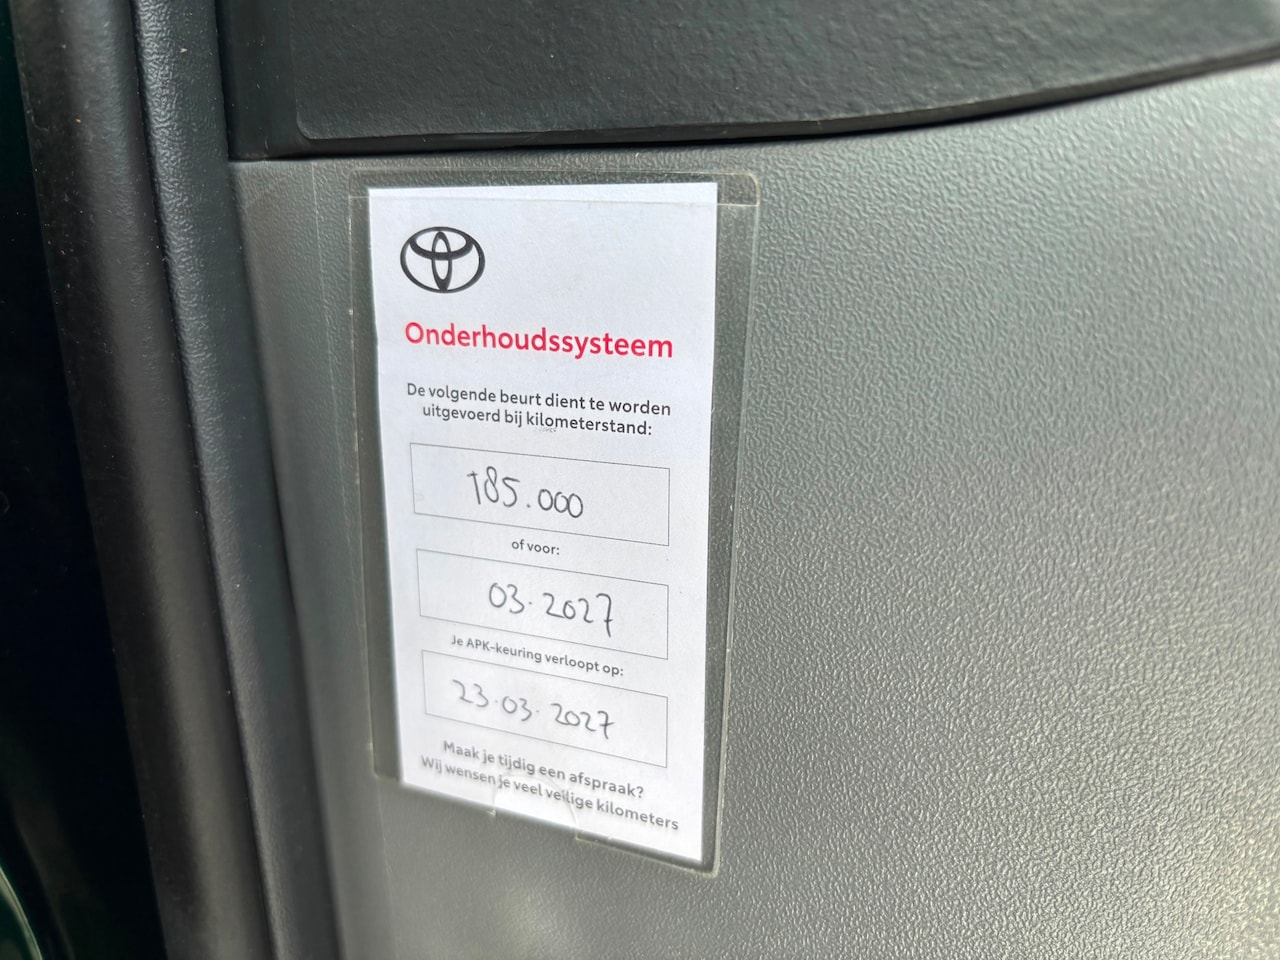 Onderhoudssysteem
De volgende beurt dient te worden
uitgevoerd bij kilometerstand:
185.000
of voor:
03.2027
Je APK-keuring verloopt op:
23.03.2027
Maak je tijdig een afspraak?
Wij wensen je veel veilige kilometers